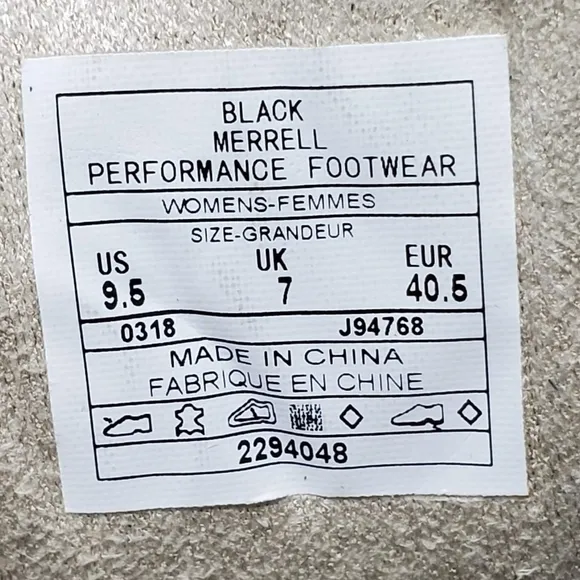 BLACK
MERRELL
PERFORMANCE FOOTWEAR
WOMENS-FEMMES
SIZE-GRANDEUR
US UK EUR
9.5 7 40.5
0318 J94768
MADE IN CHINA
FABRIQUE EN CHINE
2294048